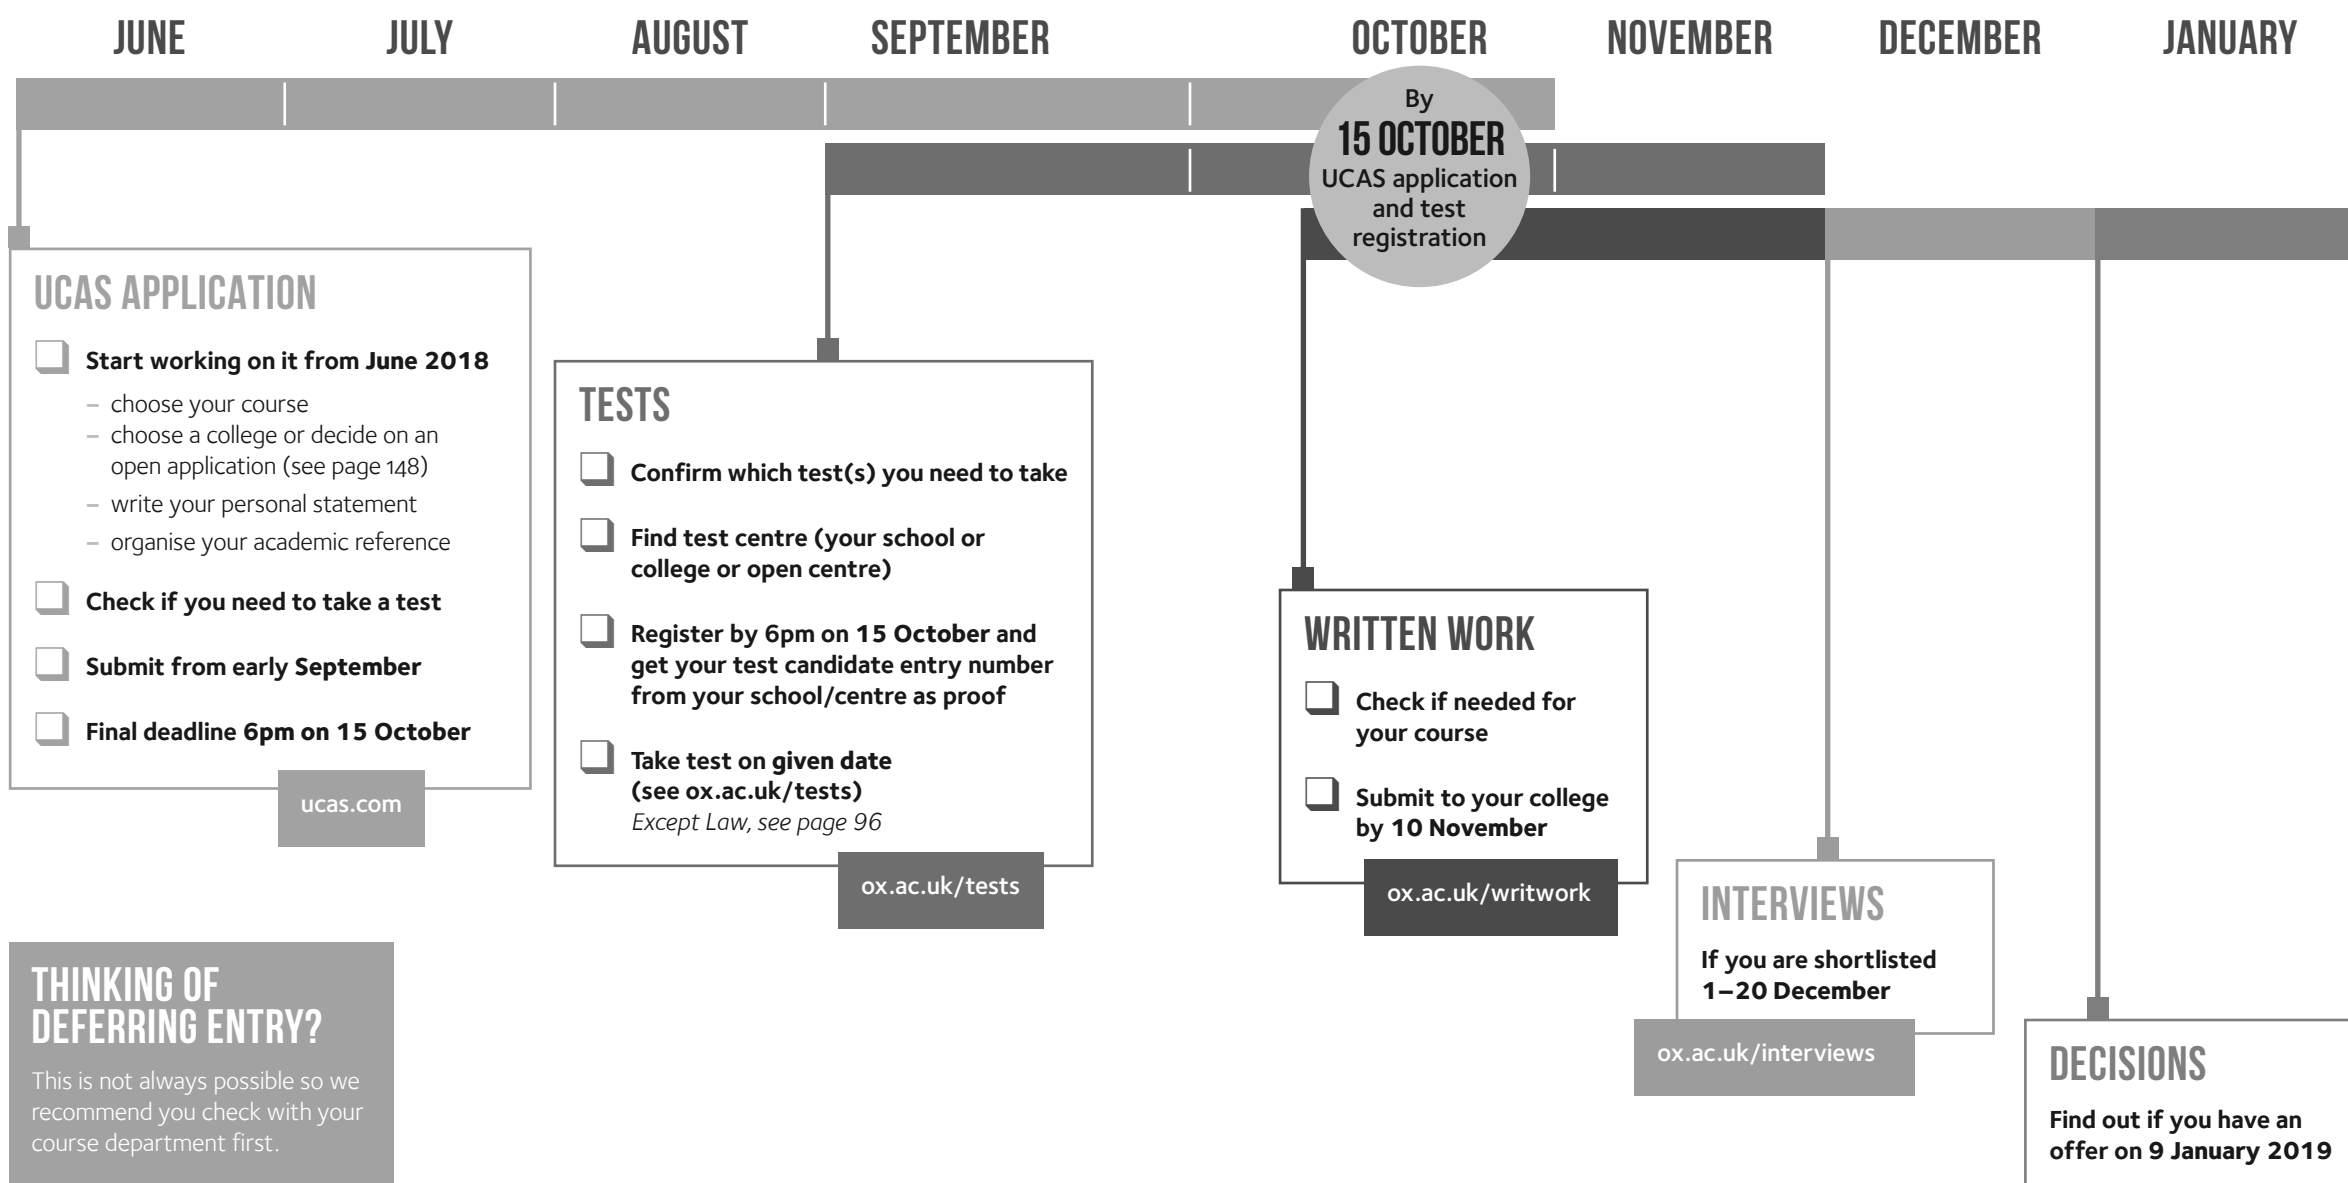 JUNE JULY AUGUST SEPTEMBER OCTOBER NOVEMBER DECEMBER JANUARY
By
15 OCTOBER
UCAS application
and test
registration
UCAS APPLICATION
Start working on it from June 2018
– choose your course
– choose a college or decide on an
open application (see page 148)
– write your personal statement
– organise your academic reference
Check if you need to take a test
Submit from early September
Final deadline 6pm on 15 October
ucas.com
TESTS
Confirm which test(s) you need to take
Find test centre (your school or
college or open centre)
Register by 6pm on 15 October and
get your test candidate entry number
from your school/centre as proof
Take test on given date
(see ox.ac.uk/tests)
Except Law, see page 96
ox.ac.uk/tests
WRITTEN WORK
Check if needed for
your course
Submit to your college
by 10 November
ox.ac.uk/writwork
INTERVIEWS
If you are shortlisted
1–20 December
ox.ac.uk/interviews
DECISIONS
Find out if you have an
offer on 9 January 2019
THINKING OF
DEFERRING ENTRY?
This is not always possible so we
recommend you check with your
course department first.